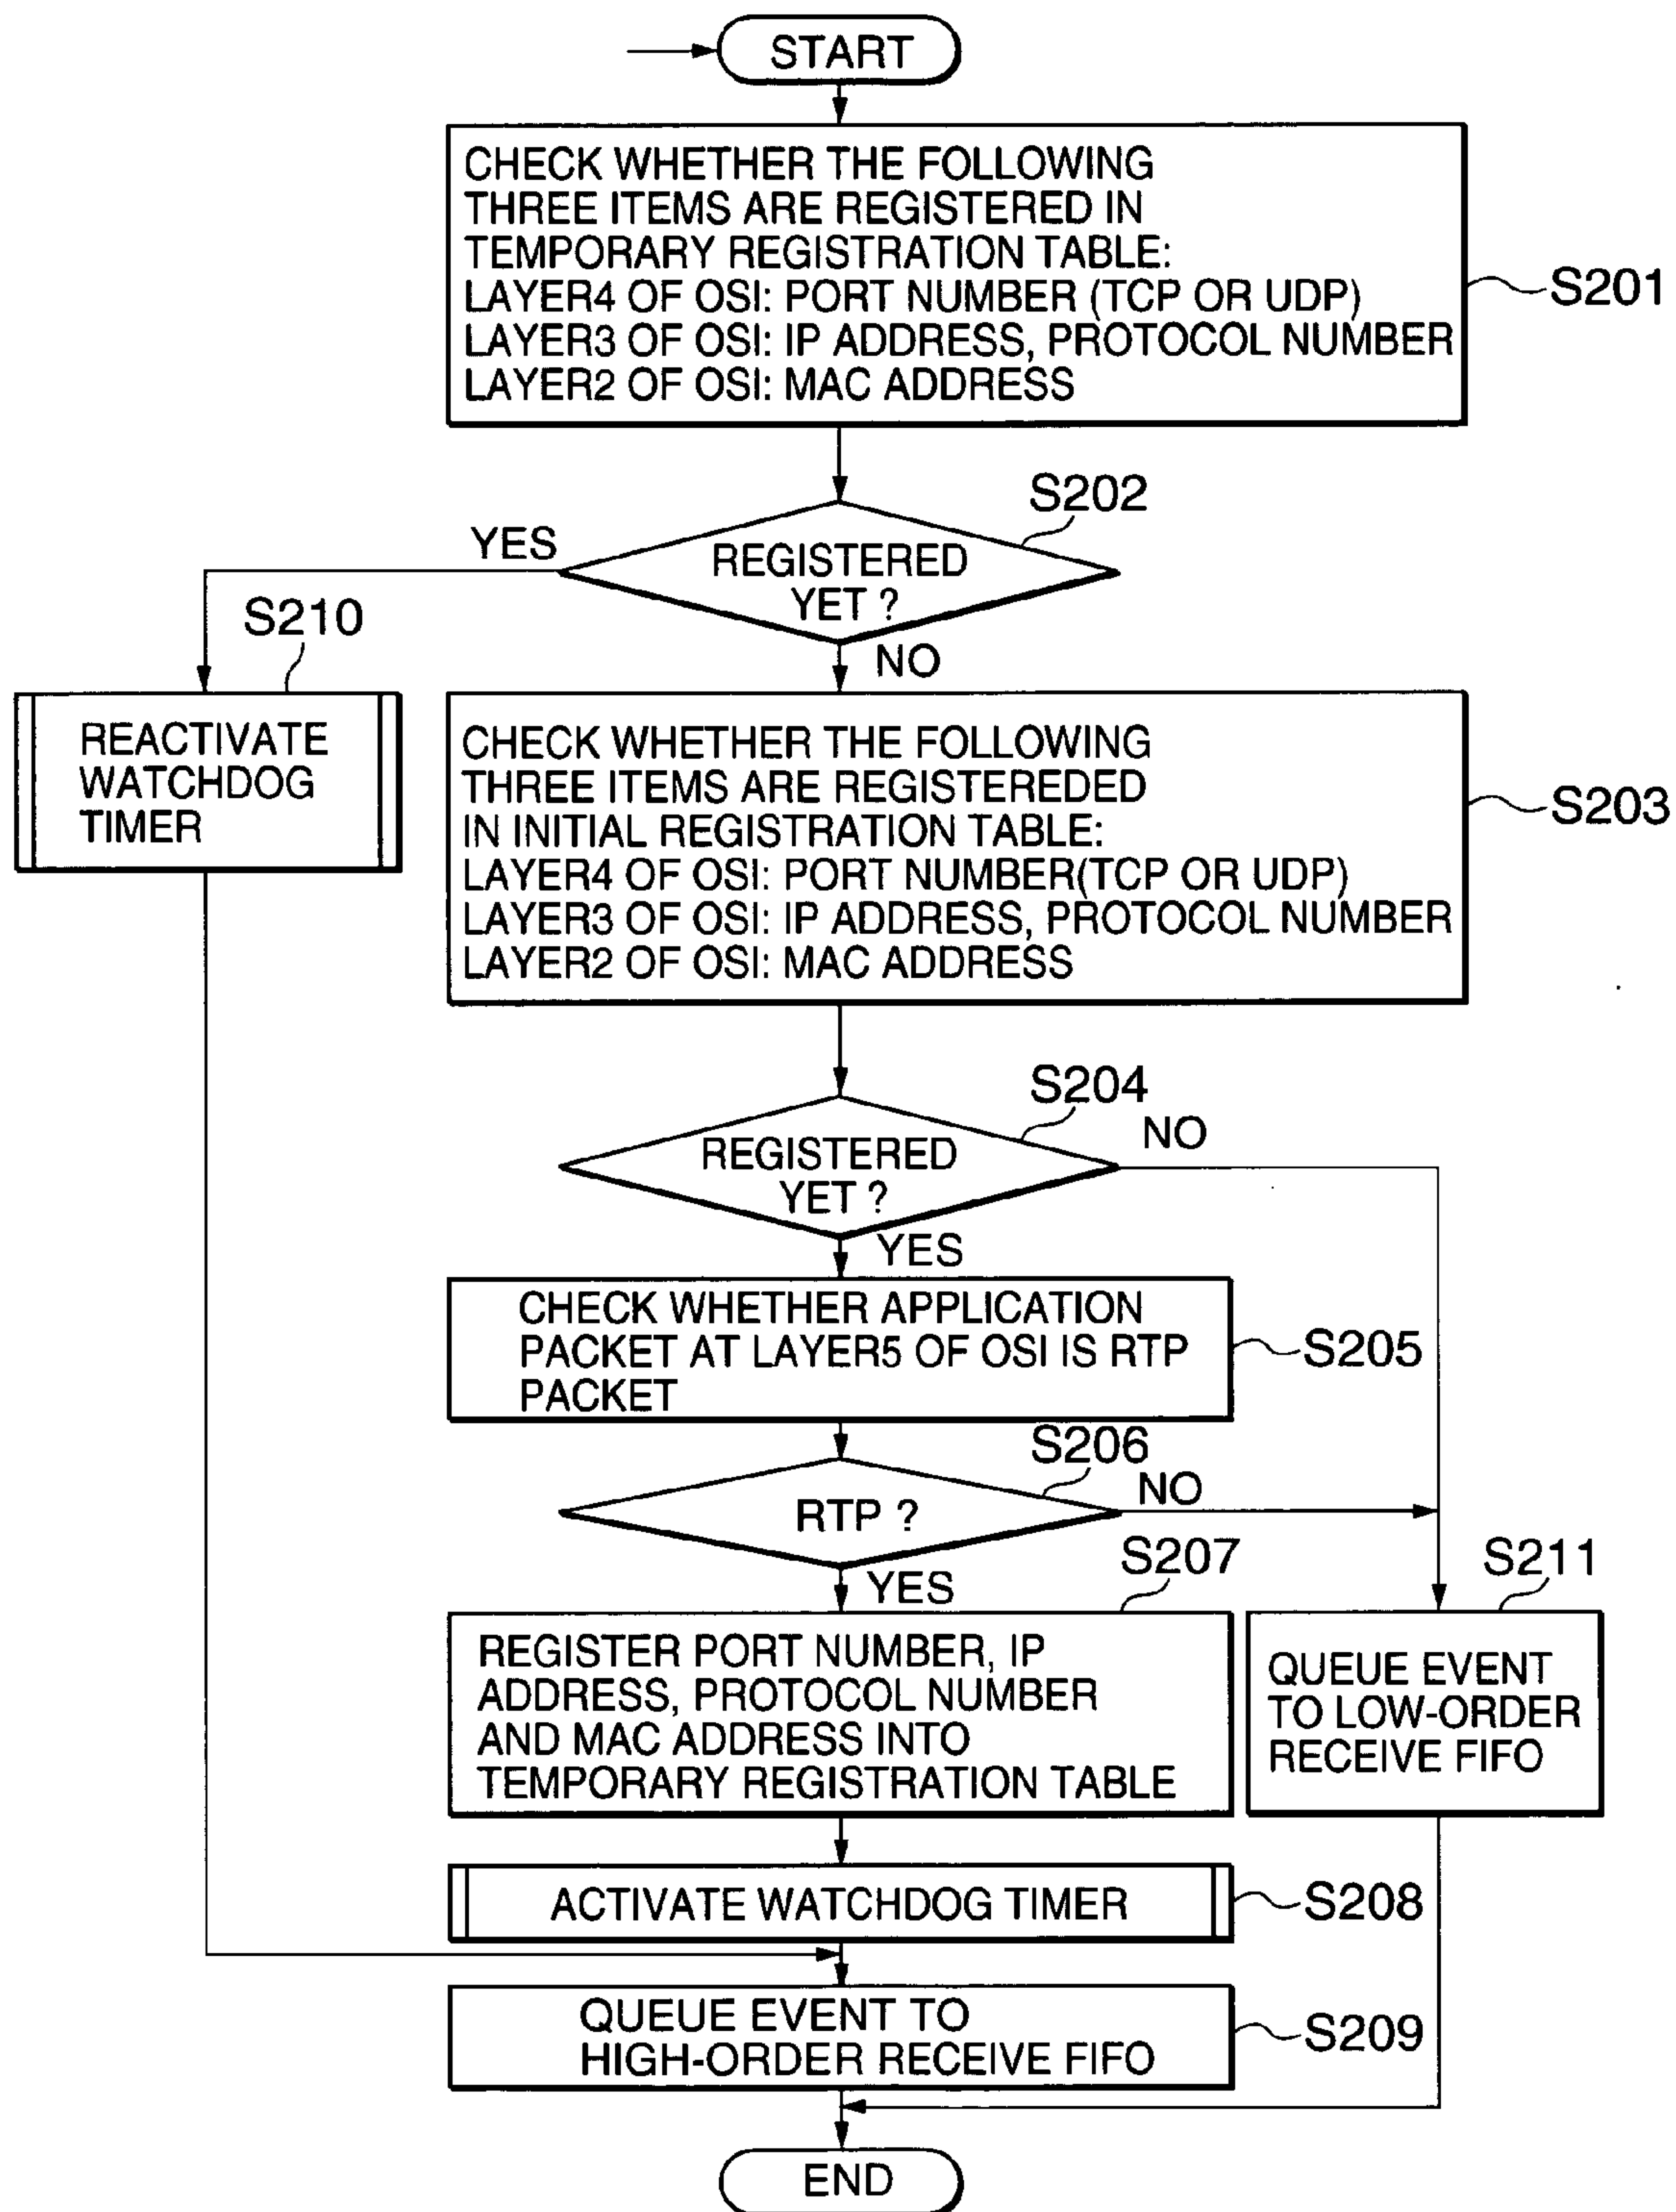 START
CHECK WHETHER THE FOLLOWING
THREE ITEMS ARE REGISTERED IN
TEMPORARY REGISTRATION TABLE:
LAYER4 OF OSI: PORT NUMBER (TCP OR UDP)
LAYER3 OF OSI: IP ADDRESS, PROTOCOL NUMBER
LAYER2 OF OSI: MAC ADDRESS
S201
S202
YES
REGISTERED
YET ?
S210
NO
REACTIVATE
WATCHDOG
TIMER
CHECK WHETHER THE FOLLOWING
THREE ITEMS ARE REGISTEREDED
IN INITIAL REGISTRATION TABLE:
LAYER4 OF OSI: PORT NUMBER(TCP OR UDP)
LAYER3 OF OSI: IP ADDRESS, PROTOCOL NUMBER
LAYER2 OF OSI: MAC ADDRESS
S203
S204
NO
REGISTERED
YET ?
YES
CHECK WHETHER APPLICATION
PACKET AT LAYER5 OF OSI IS RTP
PACKET
S205
S206
NO
RTP ?
S207
S211
YES
REGISTER PORT NUMBER, IP
ADDRESS, PROTOCOL NUMBER
AND MAC ADDRESS INTO
TEMPORARY REGISTRATION TABLE
QUEUE EVENT
TO LOW-ORDER
RECEIVE FIFO
ACTIVATE WATCHDOG TIMER
S208
QUEUE EVENT TO
HIGH-ORDER RECEIVE FIFO
S209
END